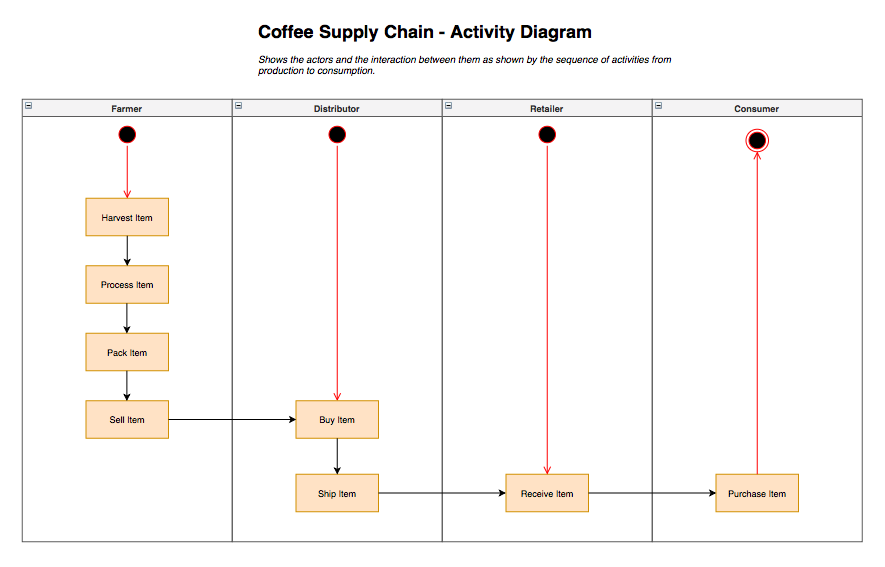 Coffee Supply Chain - Activity Diagram
Shows the actors and the interaction between them as shown by the sequence of activities from
production to consumption.
Farmer
Distributor
Retailer
Consumer
Harvest Item
Process Item
Pack Item
Sell Item
Buy Item
Ship Item
Receive Item
Purchase Item